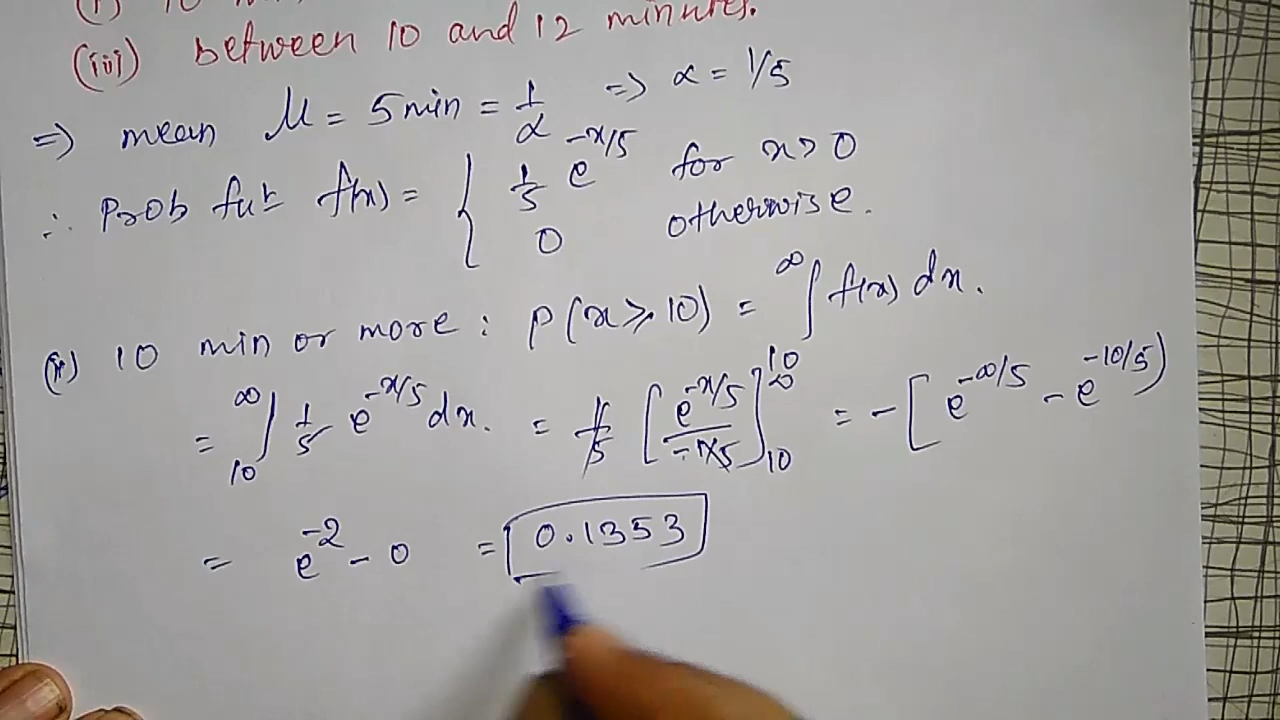 (i) 10
(iii) between 10 and 12 minutes.
=> mean μ = 5 min = 1/α => α = 1/5
∴ Prob fun f(x) = { 1/5 e^{-x/5} for x>0
0 otherwise.
(i) 10 min or more : P(x ≥ 10) = ∞ ∫ 10 f(x) dx.
= ∞ ∫ 10 1/5 e^{-x/5} dx. = 1/5 [ e^{-x/5} / -1/5 ] ∞ 10 = - [ e^{-∞/5} - e^{-10/5} )
= e^{-2} - 0 = 0.1353